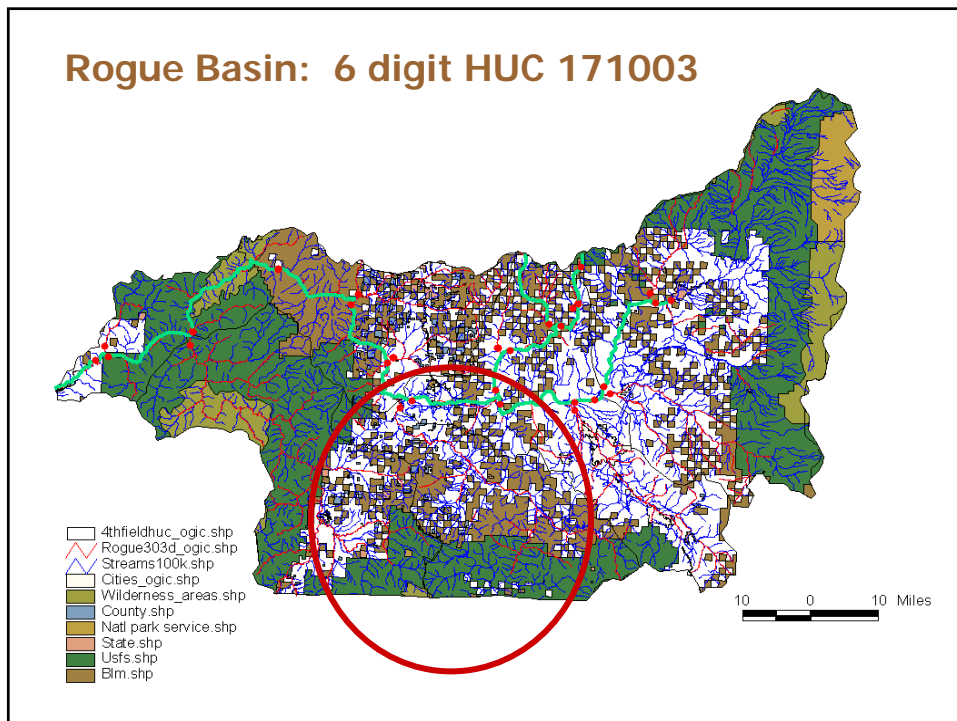 Rogue Basin: 6 digit HUC 171003
4thfieldhuc_ogic.shp
Rogue303d_ogic.shp
Streams100k.shp
Cities_ogic.shp
Wilderness_areas.shp
County.shp
Natl park service.shp
State.shp
Usfs.shp
Blm.shp
10 0 10 Miles